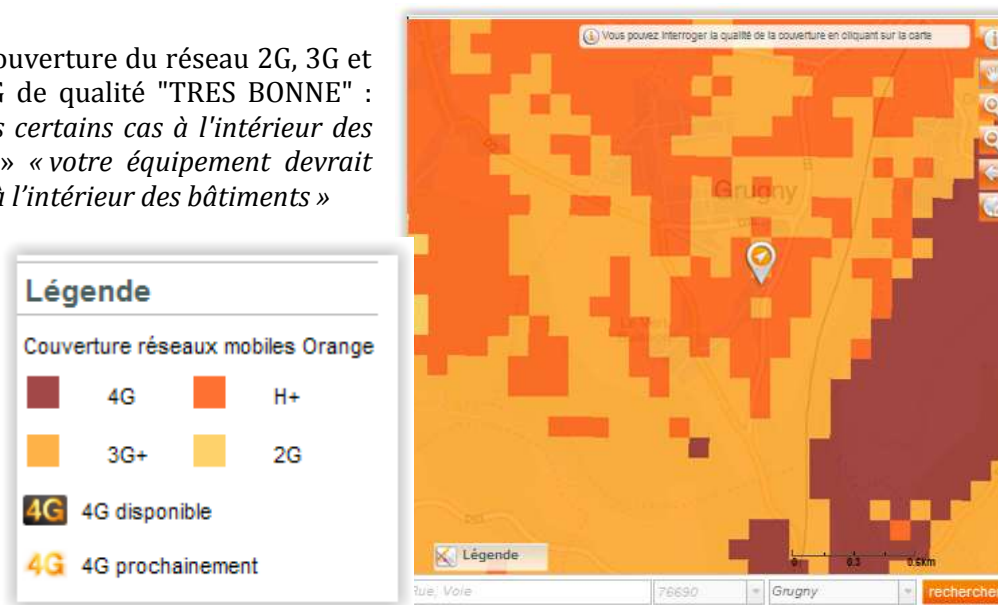 ouverture du réseau 2G, 3G et
G de qualité "TRES BONNE" :
s certains cas à l'intérieur des
» « votre équipement devrait
à l'intérieur des bâtiments »
Vous pouvez interroger la qualité de la couverture en cliquant sur la carte
Grugny
Légende
Couverture réseaux mobiles Orange
4G
H+
3G+
2G
4G 4G disponible
4G 4G prochainement
Légende
0 0.3 0.6km
Rue, Voie
76690
Grugny
rechercher